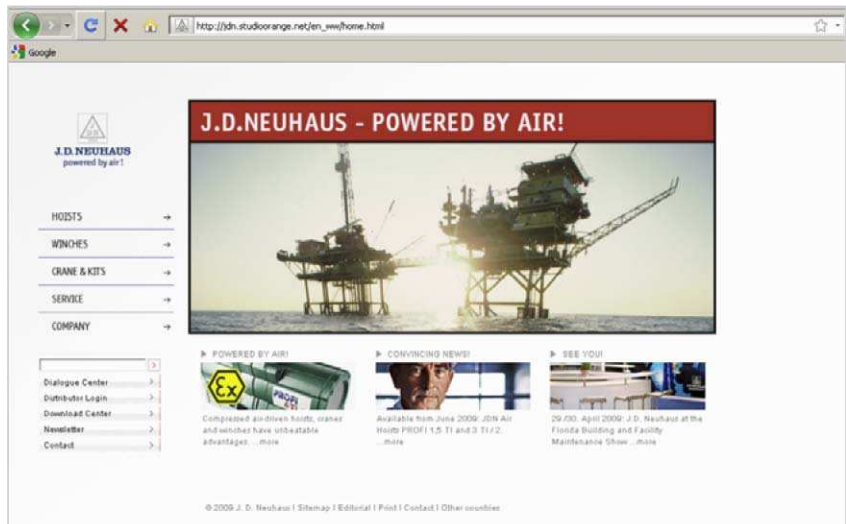 http://jdn.studioorange.net/en_ww/home.html
Google
J.D.NEUHAUS
powered by air!
HOISTS
WINCHES
CRANE & KITS
SERVICE
COMPANY
Dialogue Center
Distributor Login
Download Center
Newsletter
Contact
J.D.NEUHAUS - POWERED BY AIR!
POWERED BY AIR!
Ex
PROFI
Compressed air driven hoists, cranes
and winches have unbeatable
advantages. ...more
CONVINCING NEWS!
Available from June 2009: JDN Air
Hoists PROFI 1,5 TI and 3 TI / 2.
...more
SEE YOU!
29./30. April 2009: J.D. Neuhaus at the
Florida Building and Facility
Maintenance Show ...more
© 2009 J. D. Neuhaus I Sitemap I Editorial I Print I Contact I Other countries